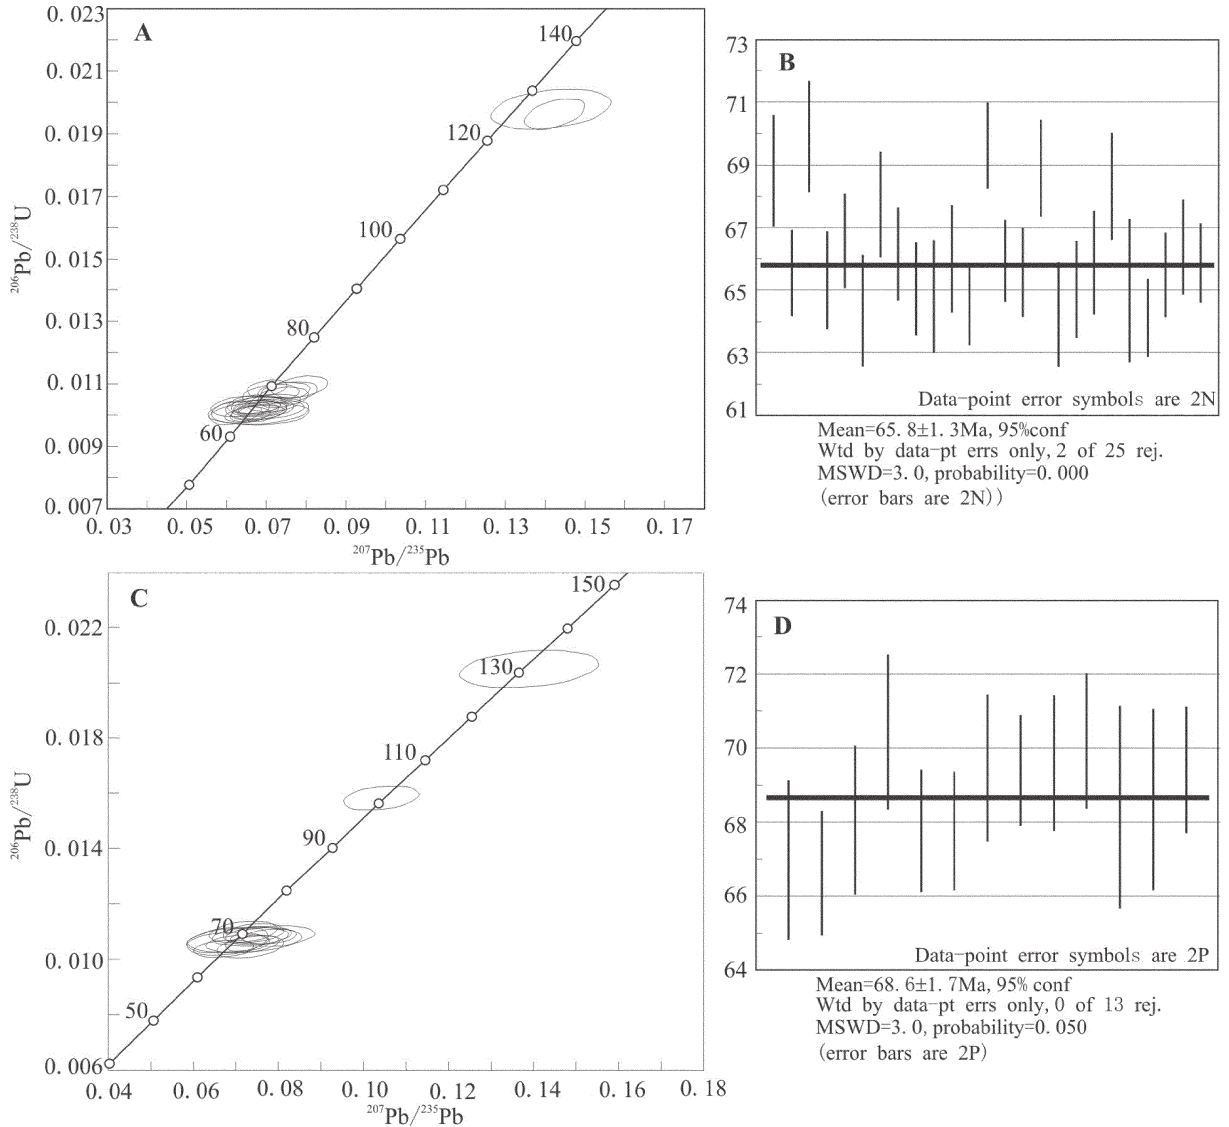 A
0. 023
0. 021
0. 019
0. 017
0. 015
0. 013
0. 011
0. 009
0. 007
206Pb/238U
140
120
100
80
60
0. 03 0. 05 0. 07 0. 09 0. 11 0. 13 0. 15 0. 17
207Pb/235Pb
B
73
71
69
67
65
63
61
Data-point error symbols are 2N
Mean=65. 8±1. 3Ma, 95%conf
Wtd by data-pt errs only, 2 of 25 rej.
MSWD=3. 0, probability=0. 000
(error bars are 2N))
C
0. 022
0. 018
0. 014
0. 010
0. 006
206Pb/238U
150
130
110
90
70
50
0. 04 0. 06 0. 08 0. 10 0. 12 0. 14 0. 16 0. 18
207Pb/235Pb
D
74
72
70
68
66
64
Data-point error symbols are 2P
Mean=68. 6±1. 7Ma, 95% conf
Wtd by data-pt errs only, 0 of 13 rej.
MSWD=3. 0, probability=0. 050
(error bars are 2P)